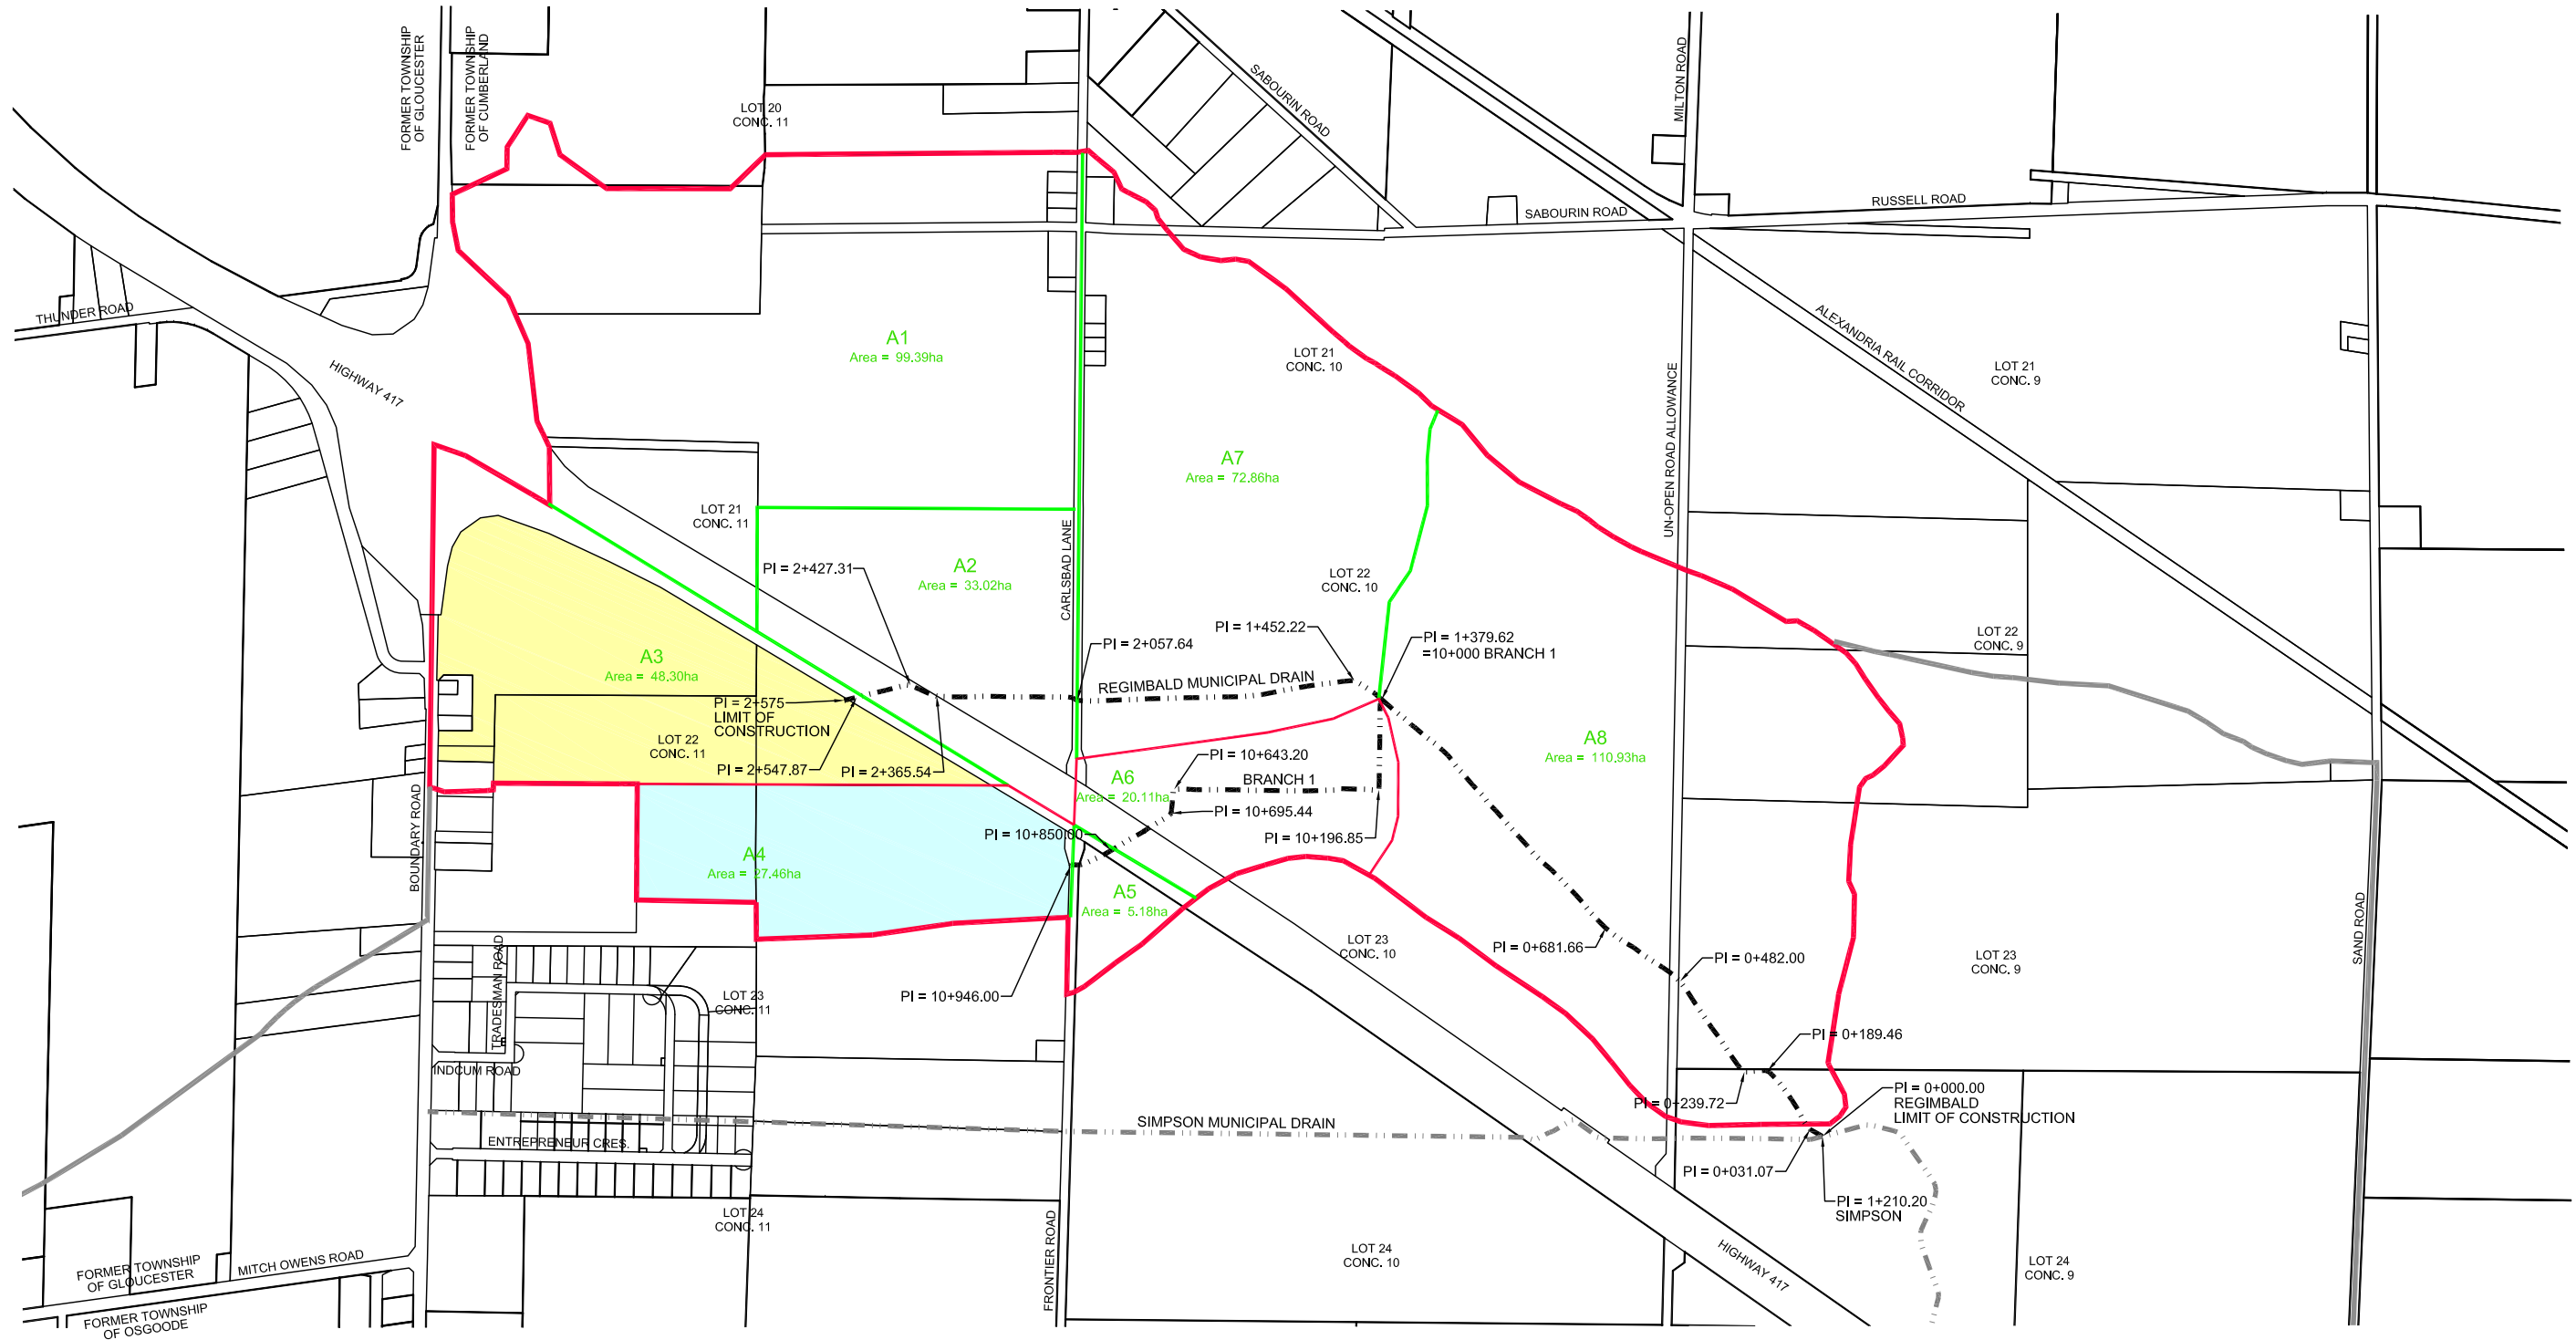 FORMER TOWNSHIP
OF GLOUCESTER
FORMER TOWNSHIP
OF CUMBERLAND
LOT 20
CONC. 11
SABOURIN ROAD
MILTON ROAD
SABOURIN ROAD
RUSSELL ROAD
THUNDER ROAD
HIGHWAY 417
A1
Area = 99.39ha
LOT 21
CONC. 10
ALEXANDRIA RAIL CORRIDOR
LOT 21
CONC. 9
UN-OPEN ROAD ALLOWANCE
A7
Area = 72.86ha
LOT 21
CONC. 11
CARLSBAD LANE
PI = 2+427.31
A2
Area = 33.02ha
LOT 22
CONC. 10
PI = 1+452.22
PI = 1+379.62
=10+000 BRANCH 1
LOT 22
CONC. 9
PI = 2+057.64
A3
Area = 48.30ha
REGIMBALD MUNICIPAL DRAIN
PI = 2+575
LIMIT OF
CONSTRUCTION
LOT 22
CONC. 11
PI = 2+547.87
PI = 2+365.54
A8
Area = 110.93ha
PI = 10+643.20
A6
Area = 20.11ha
BRANCH 1
PI = 10+695.44
PI = 10+196.85
PI = 10+850.00
BOUNDARY ROAD
A4
Area = 27.46ha
A5
Area = 5.18ha
LOT 23
CONC. 10
PI = 0+681.66
PI = 0+482.00
LOT 23
CONC. 9
SAND ROAD
TRADESMAN ROAD
LOT 23
CONC. 11
PI = 10+946.00
PI = 0+189.46
INDCUM ROAD
PI = 0+239.72
PI = 0+000.00
REGIMBALD
LIMIT OF CONSTRUCTION
SIMPSON MUNICIPAL DRAIN
ENTREPRENEUR CRES.
PI = 0+031.07
PI = 1+210.20
SIMPSON
LOT 24
CONC. 11
FRONTIER ROAD
LOT 24
CONC. 10
HIGHWAY 417
LOT 24
CONC. 9
FORMER TOWNSHIP
OF GLOUCESTER
MITCH OWENS ROAD
FORMER TOWNSHIP
OF OSGOODE